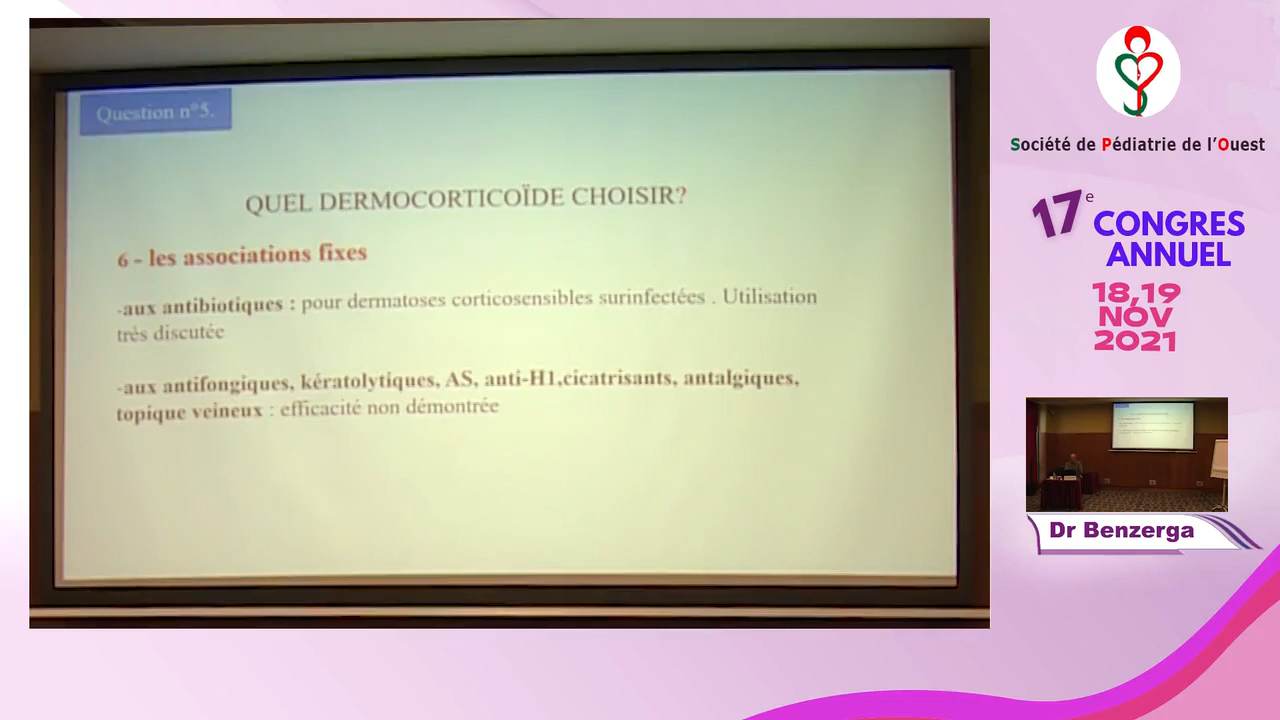 Question n°5.
QUEL DERMOCORTICOÏDE CHOISIR?
6 - les associations fixes
-aux antibiotiques : pour dermatoses corticosensibles surinfectées . Utilisation
trés discutée
-aux antifongiques, kératolytiques, AS, anti-H1,cicatrisants, antalgiques,
topique veineux : efficacité non démontrée
Société de Pédiatrie de l'Ouest
17e CONGRES
ANNUEL
18,19
NOV
2021
Dr Benzerga